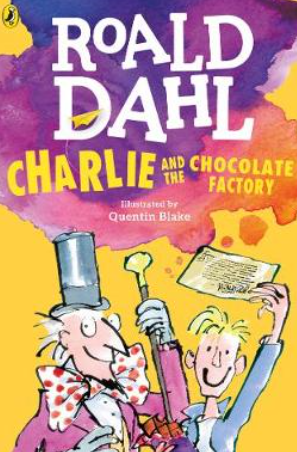 ROALD
DAHL
CHARLIE AND THE CHOCOLATE FACTORY
Illustrated by
Quentin Blake